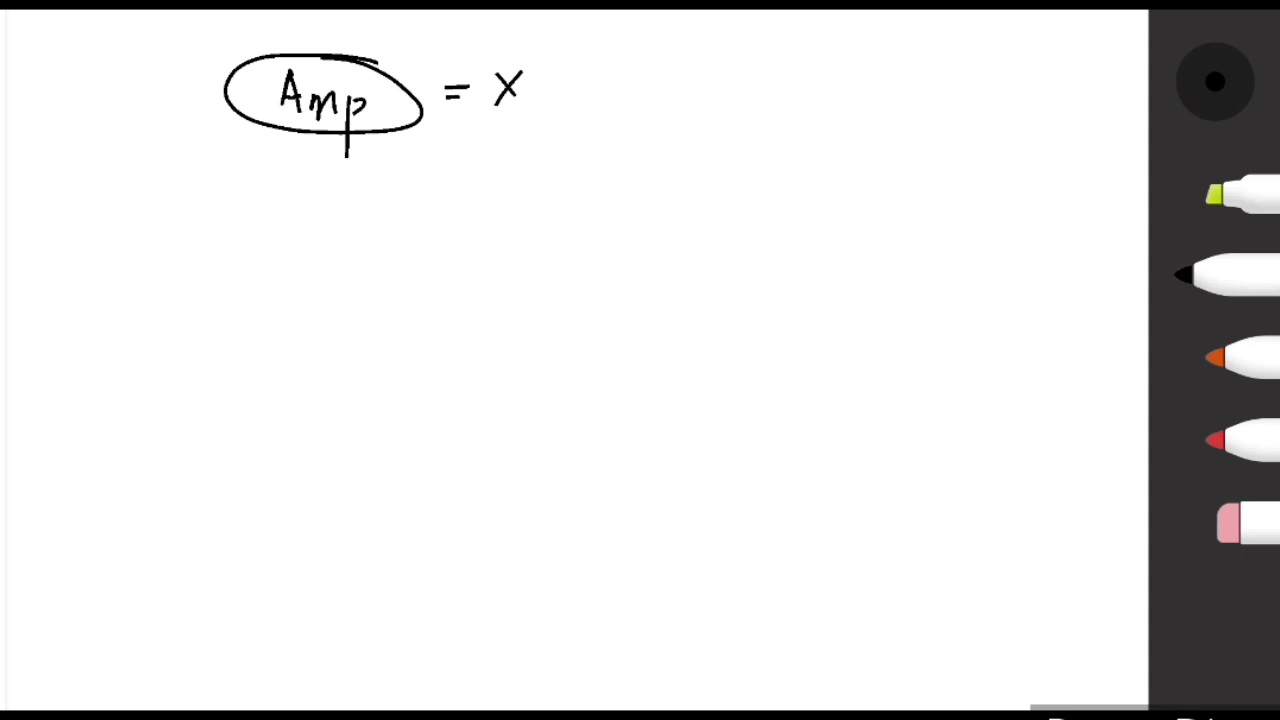 Amp = x